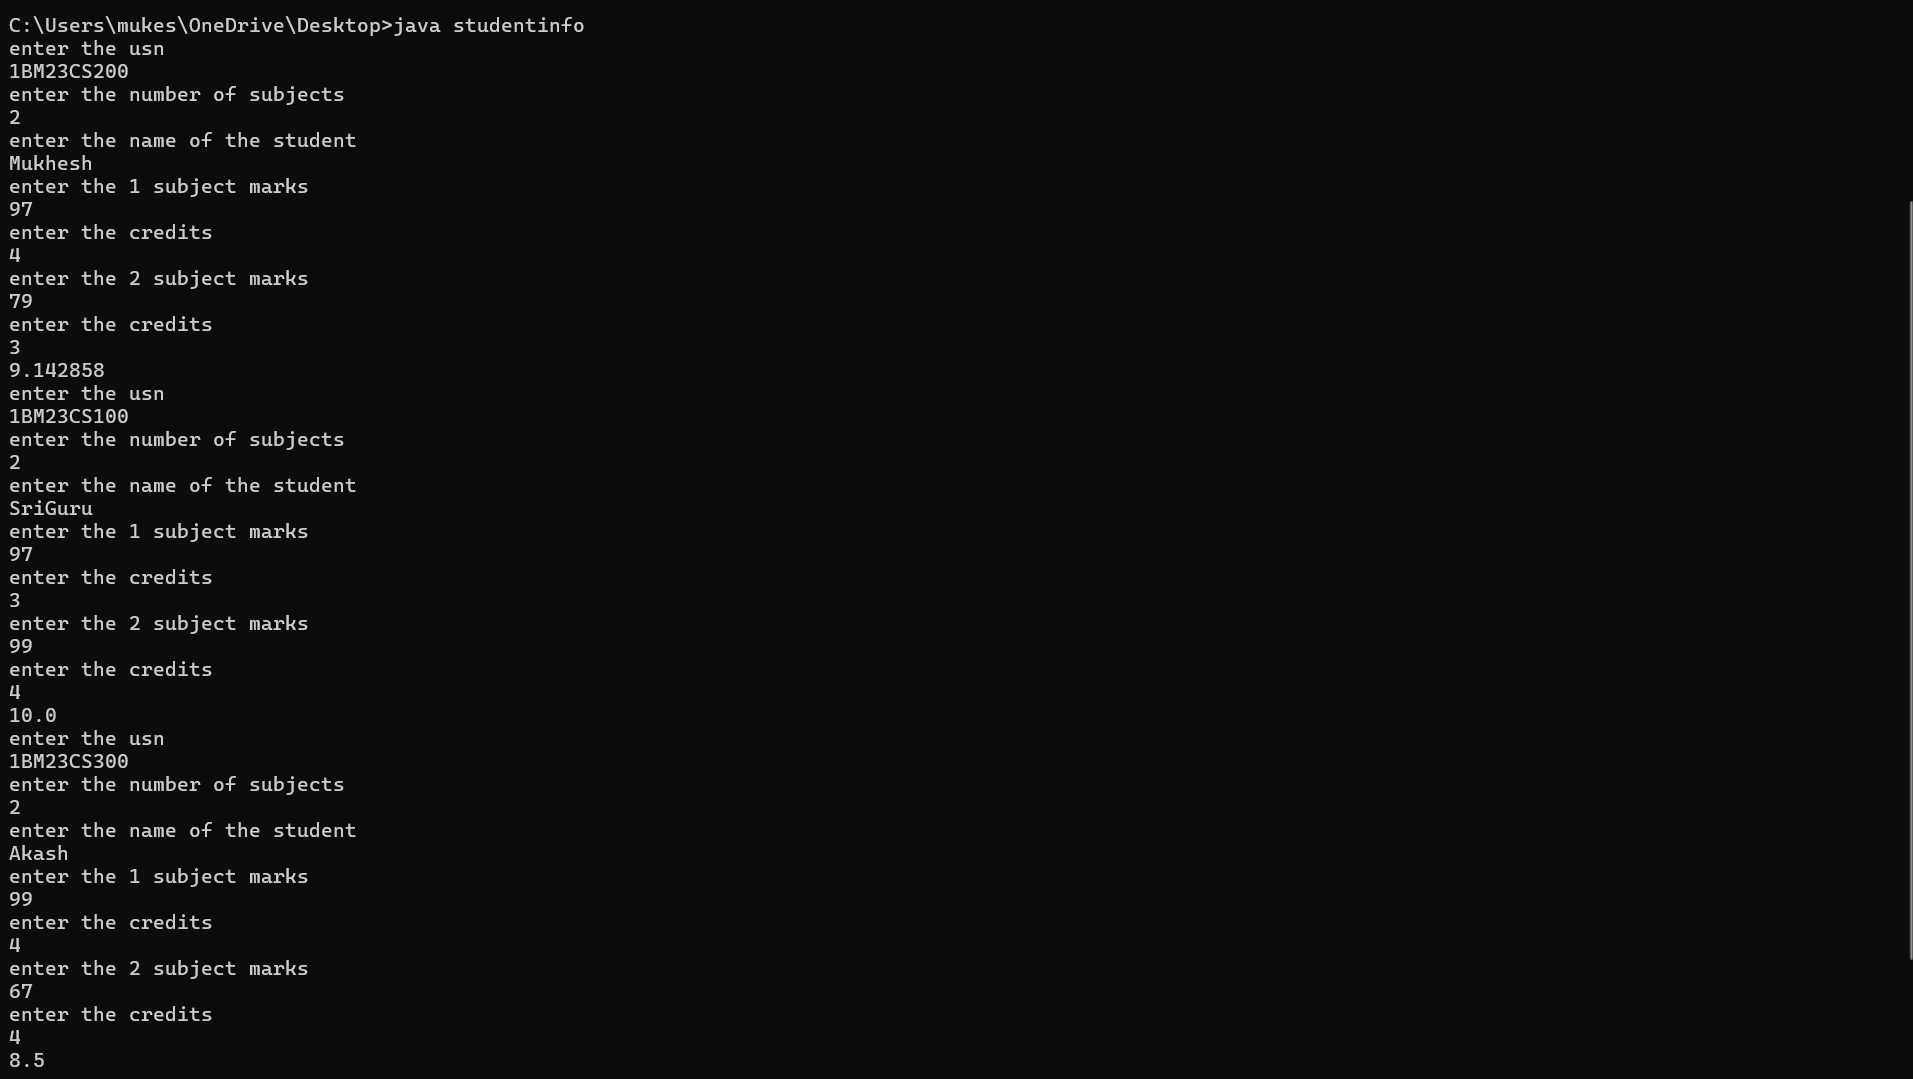 C:\Users\mukes\OneDrive\Desktop>java studentinfo
enter the usn
1BM23CS200
enter the number of subjects
2
enter the name of the student
Mukhesh
enter the 1 subject marks
97
enter the credits
4
enter the 2 subject marks
79
enter the credits
3
9.142858
enter the usn
1BM23CS100
enter the number of subjects
2
enter the name of the student
SriGuru
enter the 1 subject marks
97
enter the credits
3
enter the 2 subject marks
99
enter the credits
4
10.0
enter the usn
1BM23CS300
enter the number of subjects
2
enter the name of the student
Akash
enter the 1 subject marks
99
enter the credits
4
enter the 2 subject marks
67
enter the credits
4
8.5